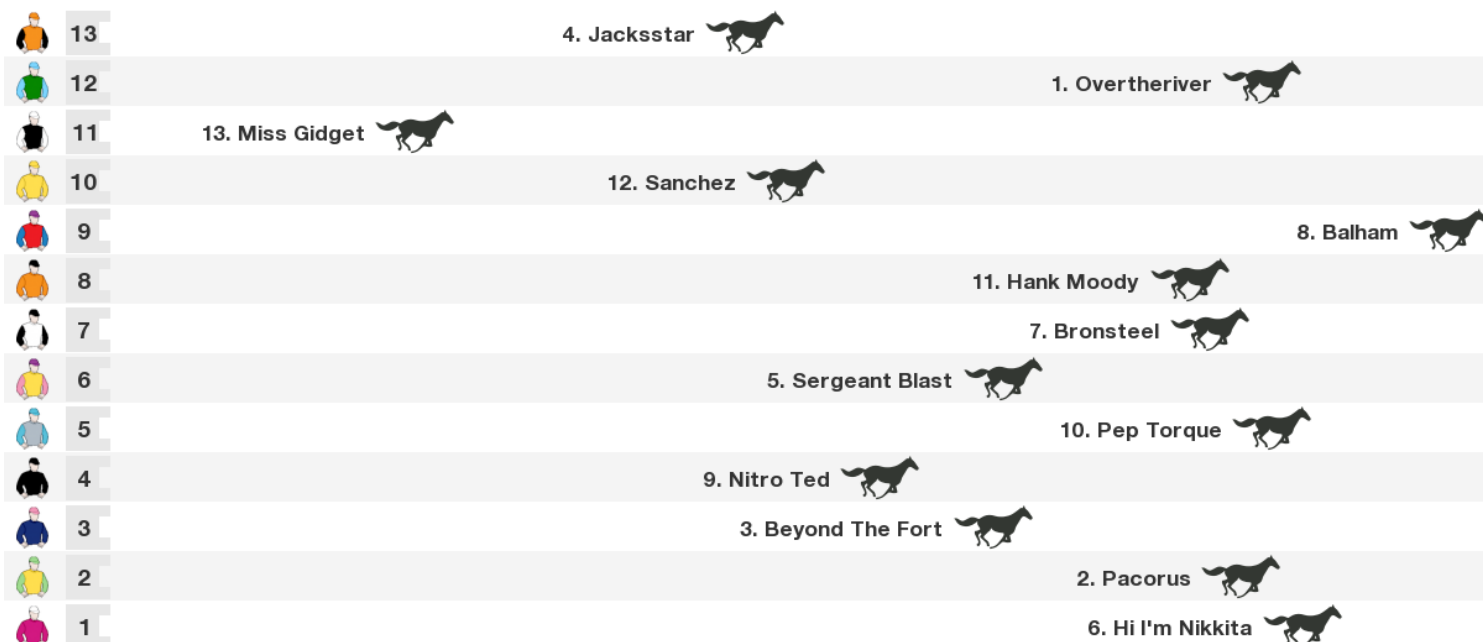 13 4. Jacksstar
12 1. Overtheriver
11 13. Miss Gidget
10 12. Sanchez
9 8. Balham
8 11. Hank Moody
7 7. Bronsteel
6 5. Sergeant Blast
5 10. Pep Torque
4 9. Nitro Ted
3 3. Beyond The Fort
2 2. Pacorus
1 6. Hi I'm Nikkita